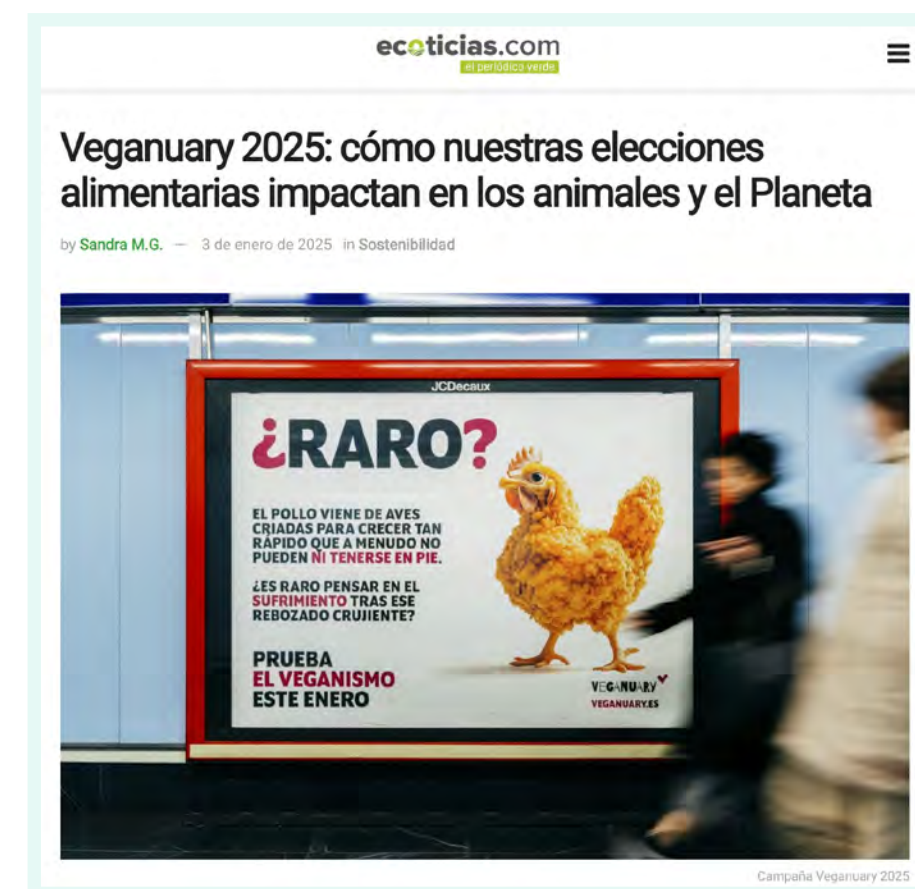 ecoticias.com
el periódico verde
Veganuary 2025: cómo nuestras elecciones
alimentarias impactan en los animales y el Planeta
by Sandra M.G. — 3 de enero de 2025 in Sostenibilidad
JCDecaux
¿RARO?
EL POLLO VIENE DE AVES
CRIADAS PARA CRECER TAN
RÁPIDO QUE A MENUDO NO
PUEDEN NI TENERSE EN PIE.
¿ES RARO PENSAR EN EL
SUFRIMIENTO TRAS ESE
REBOZADO CRUJIENTE?
PRUEBA
EL VEGANISMO
ESTE ENERO
VEGANUARY
VEGANUARY.ES
Campaña Veganuary 2025